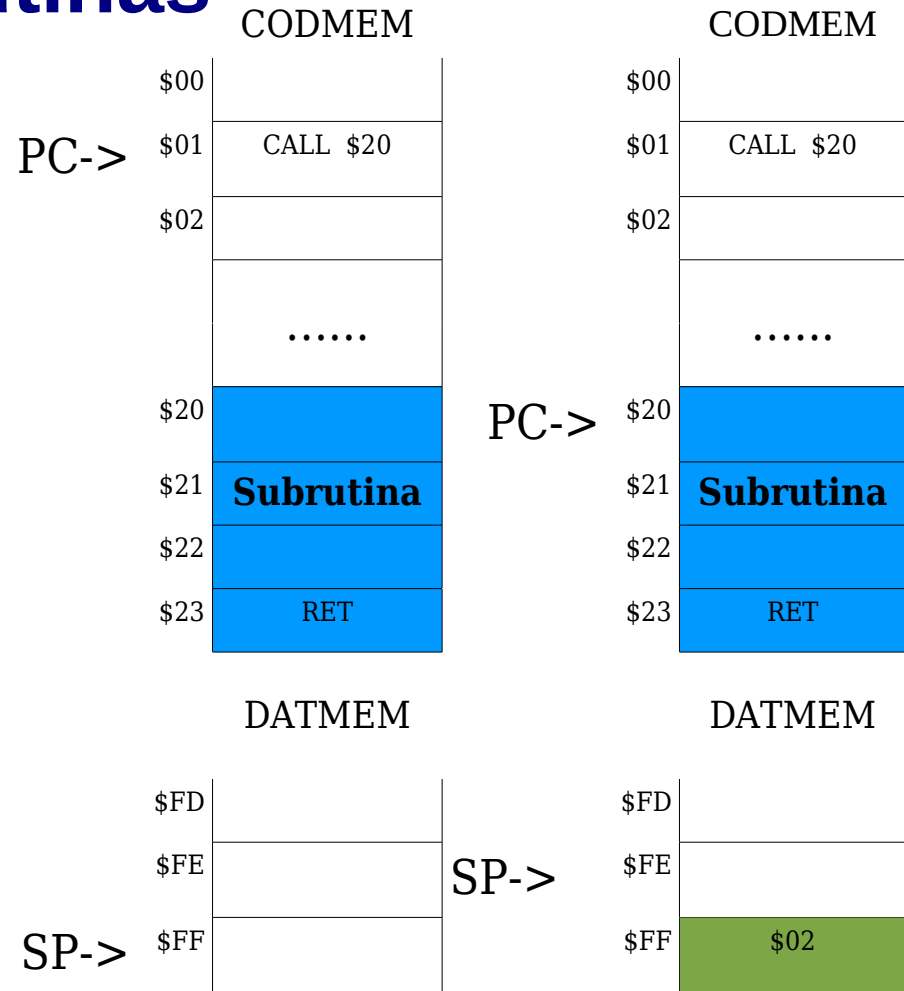 CODMEM
$00
PC-> $01 CALL $20
$02
......
$20
$21 Subrutina
$22
$23 RET
DATMEM
$FD
$FE
SP-> $FF
CODMEM
$00
$01 CALL $20
$02
......
PC-> $20
$21 Subrutina
$22
$23 RET
DATMEM
$FD
SP-> $FE
$FF $02